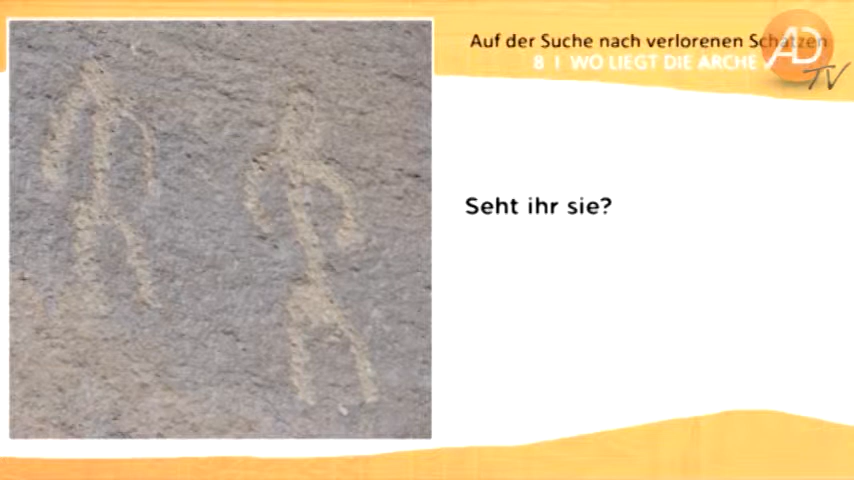 Auf der Suche nach verlorenen Schätzen
8 | WO LIEGT DIE ARCHE
AD
TV
Seht ihr sie?